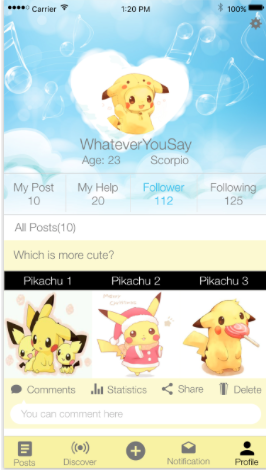 Carrier 1:20 PM 100%
WhateverYouSay
Age: 23 Scorpio
My Post My Help Follower Following
10 20 112 125
All Posts(10)
Which is more cute?
Pikachu 1 Pikachu 2 Pikachu 3
Comments Statistics Share Delete
You can comment here
Posts Discover Notification Profile